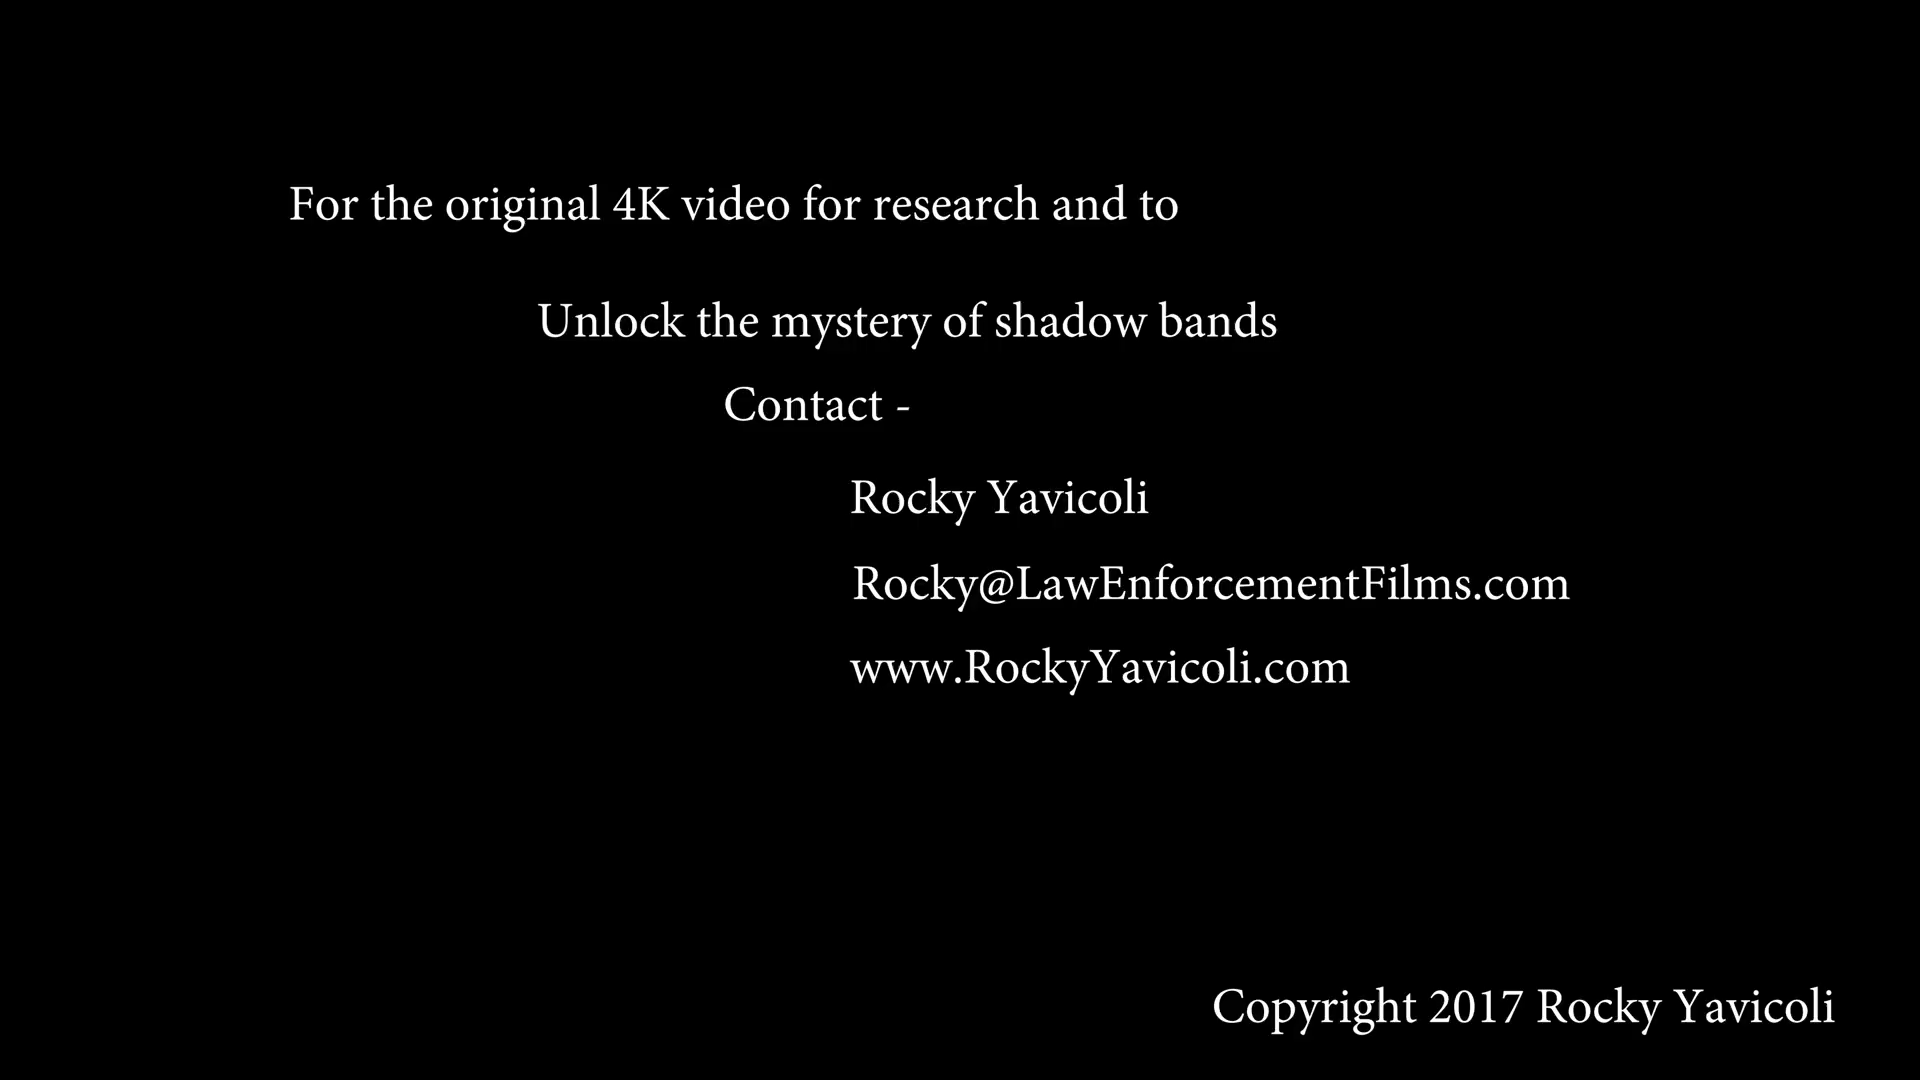 For the original 4K video for research and to
Unlock the mystery of shadow bands
Contact -
Rocky Yavicoli
Rocky@LawEnforcementFilms.com
www.RockyYavicoli.com
Copyright 2017 Rocky Yavicoli